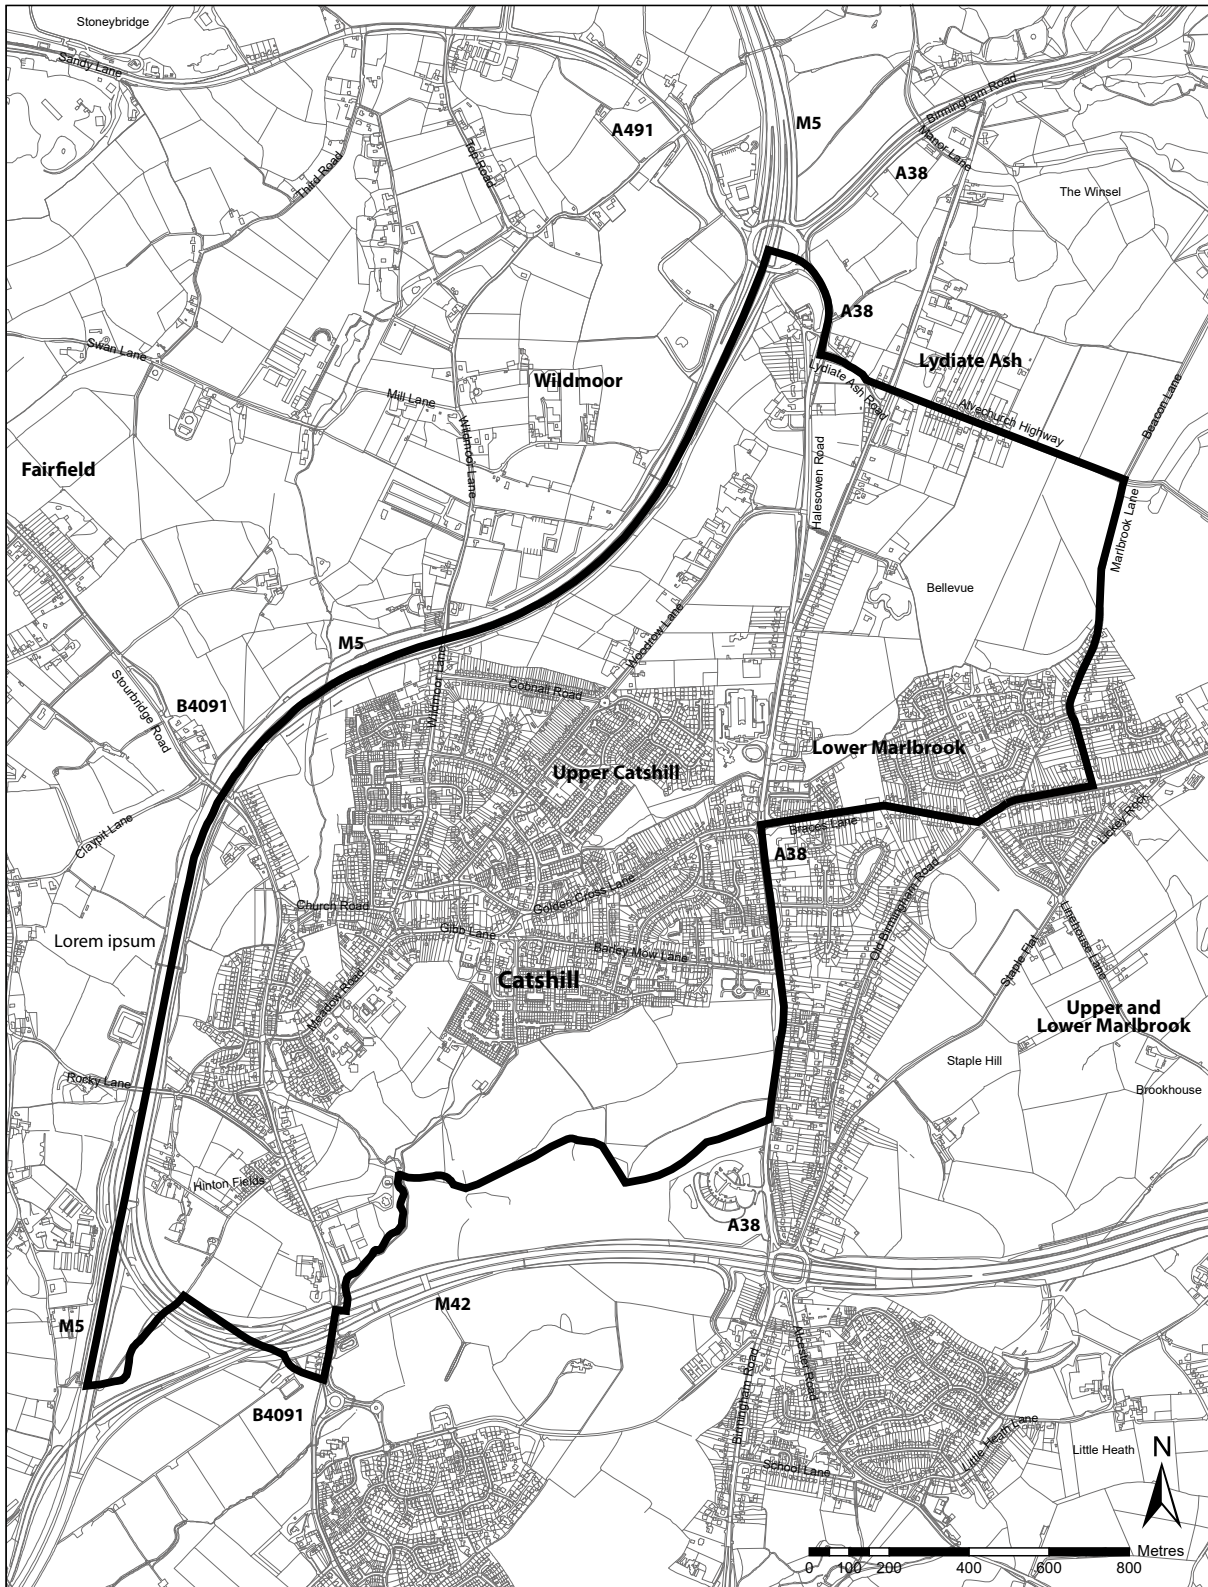 Stoneybridge
Sandy Lane
Third Road
Top Road
A491
M5
Birmingham Road
Manor Lane
A38
The Winsel
Swan Lane
Mill Lane
Wildmoor
Wildmoor Lane
A38
Lydiate Ash
Lydiate Ash Road
Alvechurch Highway
Beacon Lane
Fairfield
Halesowen Road
Marlbrook Lane
Bellevue
M5
Woodrow Lane
Stourbridge Road
B4091
Wildmoor Lane
Cobnall Road
Upper Catshill
Lower Marlbrook
Claypit Lane
Braces Lane
A38
Lickey Rock
Church Road
Golden Cross Lane
Gibb Lane
Barley Mow Lane
Old Birmingham Road
Lorem ipsum
Catshill
Meadow Road
Staple Flat
Linehouse Lane
Upper and
Lower Marlbrook
Staple Hill
Brookhouse
Rocky Lane
Hinton Fields
A38
M42
M5
B4091
Birmingham Road
Alcester Road
Little Heath Lane
School Lane
Little Heath
N
Metres
0 100 200 400 600 800